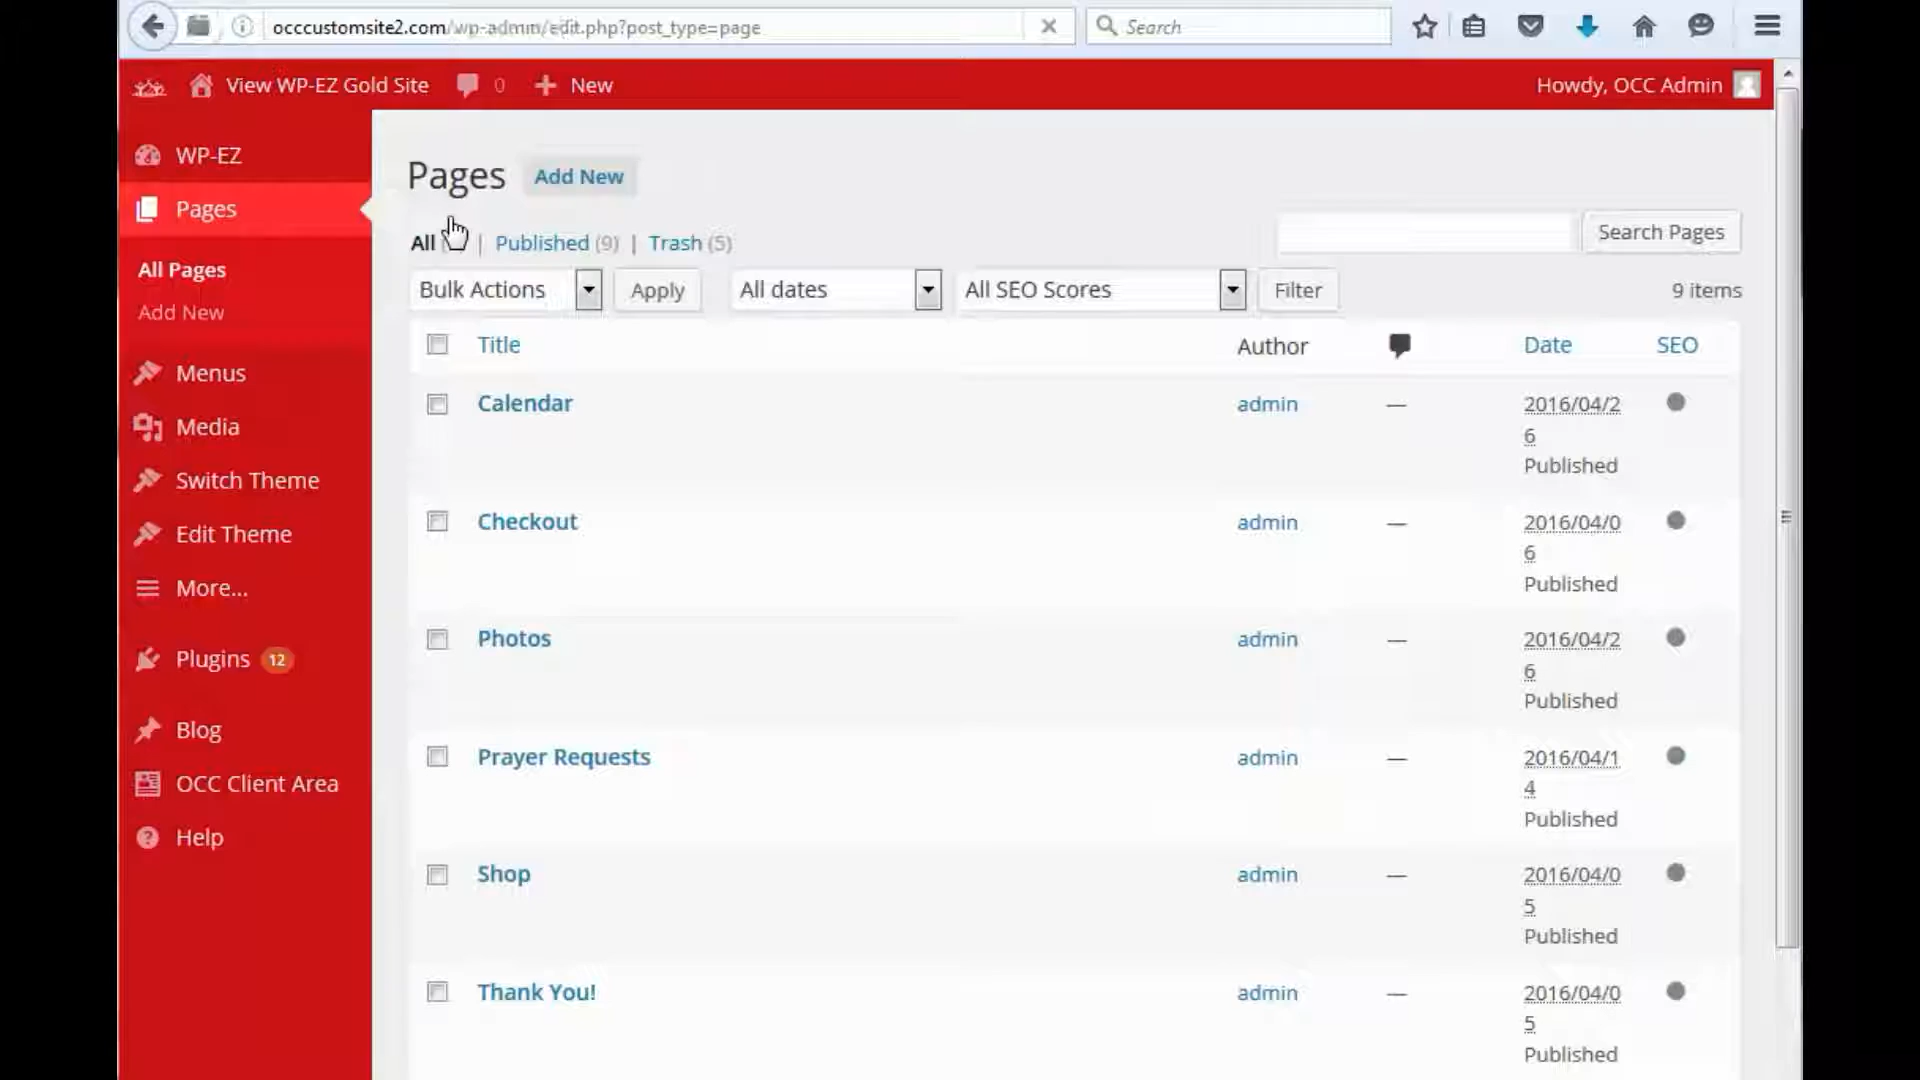 occcustomsite2.com/wp-admin/edit.php?post_type=page
Search
View WP-EZ Gold Site 0 New
Howdy, OCC Admin
WP-EZ
Pages
All Pages
Add New
Menus
Media
Switch Theme
Edit Theme
More...
Plugins 12
Blog
OCC Client Area
Help
Pages Add New
All | Published (9) | Trash (5)
Search Pages
Bulk Actions Apply All dates All SEO Scores Filter 9 items
Title Author Date SEO
Calendar admin — 2016/04/2
6
Published
Checkout admin — 2016/04/0
6
Published
Photos admin — 2016/04/2
6
Published
Prayer Requests admin — 2016/04/1
4
Published
Shop admin — 2016/04/0
5
Published
Thank You! admin — 2016/04/0
5
Published